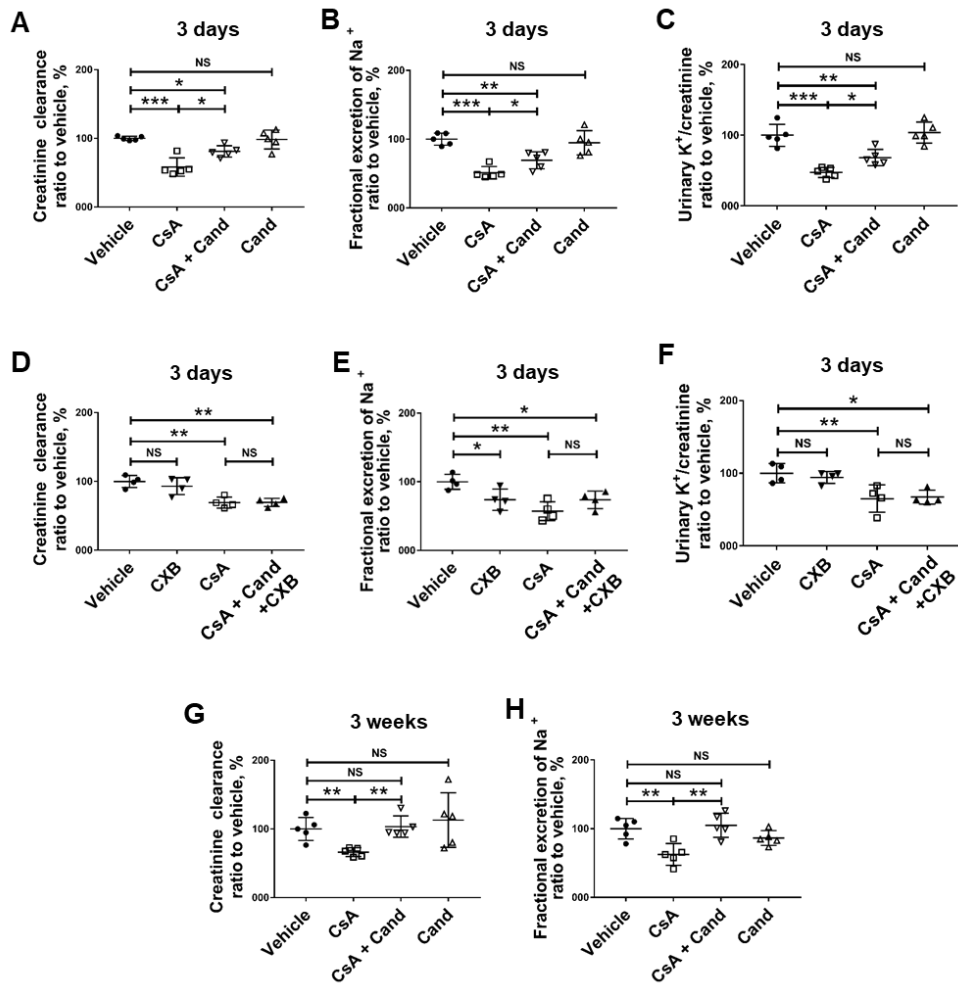 A
3 days
Creatinine clearance
ratio to vehicle, %
200
100
000
NS
*
***
*
Vehicle
CsA
CsA + Cand
Cand
B
3 days
Fractional excretion of Na+
ratio to vehicle, %
200
100
000
NS
**
***
*
Vehicle
CsA
CsA + Cand
Cand
C
3 days
Urinary K+/creatinine
ratio to vehicle, %
200
100
000
NS
**
***
*
Vehicle
CsA
CsA + Cand
Cand
D
3 days
Creatinine clearance
ratio to vehicle, %
200
100
000
**
**
NS
NS
Vehicle
CXB
CsA
CsA + Cand
+CXB
E
3 days
Fractional excretion of Na+
ratio to vehicle, %
200
100
000
*
**
*
NS
Vehicle
CXB
CsA
CsA + Cand
+CXB
F
3 days
Urinary K+/creatinine
ratio to vehicle, %
200
100
000
*
**
NS
NS
Vehicle
CXB
CsA
CsA + Cand
+CXB
G
3 weeks
Creatinine clearance
ratio to vehicle, %
200
100
000
NS
NS
**
**
Vehicle
CsA
CsA + Cand
Cand
H
3 weeks
Fractional excretion of Na+
ratio to vehicle, %
200
100
000
NS
NS
**
**
Vehicle
CsA
CsA + Cand
Cand